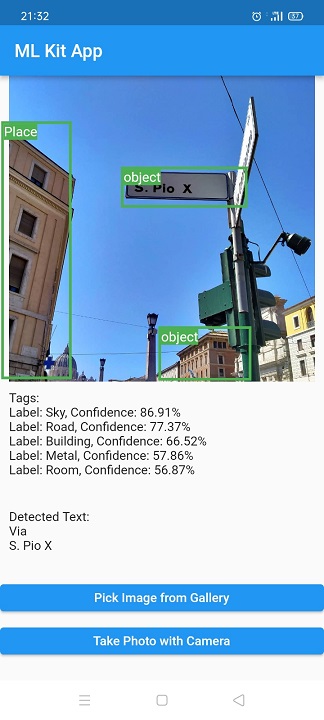 21:32
57
ML Kit App
Place
object
S. Pio X
object
Tags:
Label: Sky, Confidence: 86.91%
Label: Road, Confidence: 77.37%
Label: Building, Confidence: 66.52%
Label: Metal, Confidence: 57.86%
Label: Room, Confidence: 56.87%
Detected Text:
Via
S. Pio X
Pick Image from Gallery
Take Photo with Camera